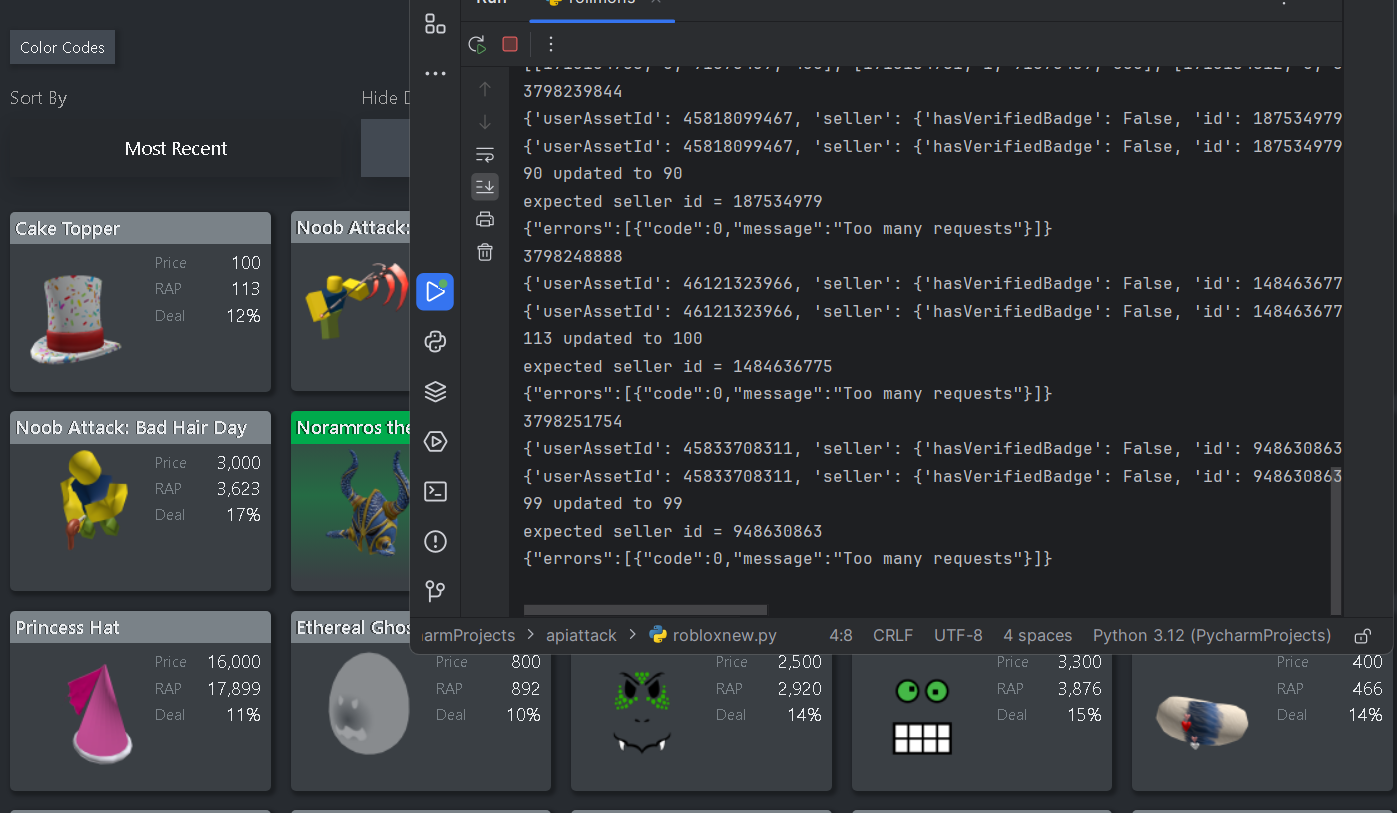 Color Codes
Sort By
Hide D
Most Recent
Cake Topper
Price 100
RAP 113
Deal 12%
Noob Attack:
Noob Attack: Bad Hair Day
Price 3,000
RAP 3,623
Deal 17%
Noramros the
Princess Hat
Price 16,000
RAP 17,899
Deal 11%
Ethereal Ghos
Price 800
RAP 892
Deal 10%
Price 2,500
RAP 2,920
Deal 14%
Price 3,300
RAP 3,876
Deal 15%
Price 400
RAP 466
Deal 14%
3798239844
{'userAssetId': 45818099467, 'seller': {'hasVerifiedBadge': False, 'id': 187534979
{'userAssetId': 45818099467, 'seller': {'hasVerifiedBadge': False, 'id': 187534979
90 updated to 90
expected seller id = 187534979
{"errors":[{"code":0,"message":"Too many requests"}]}
3798248888
{'userAssetId': 46121323966, 'seller': {'hasVerifiedBadge': False, 'id': 148463677
{'userAssetId': 46121323966, 'seller': {'hasVerifiedBadge': False, 'id': 148463677
113 updated to 100
expected seller id = 1484636775
{"errors":[{"code":0,"message":"Too many requests"}]}
3798251754
{'userAssetId': 45833708311, 'seller': {'hasVerifiedBadge': False, 'id': 948630863
{'userAssetId': 45833708311, 'seller': {'hasVerifiedBadge': False, 'id': 948630863
99 updated to 99
expected seller id = 948630863
{"errors":[{"code":0,"message":"Too many requests"}]}
armProjects > apiattack > robloxnew.py 4:8 CRLF UTF-8 4 spaces Python 3.12 (PycharmProjects)